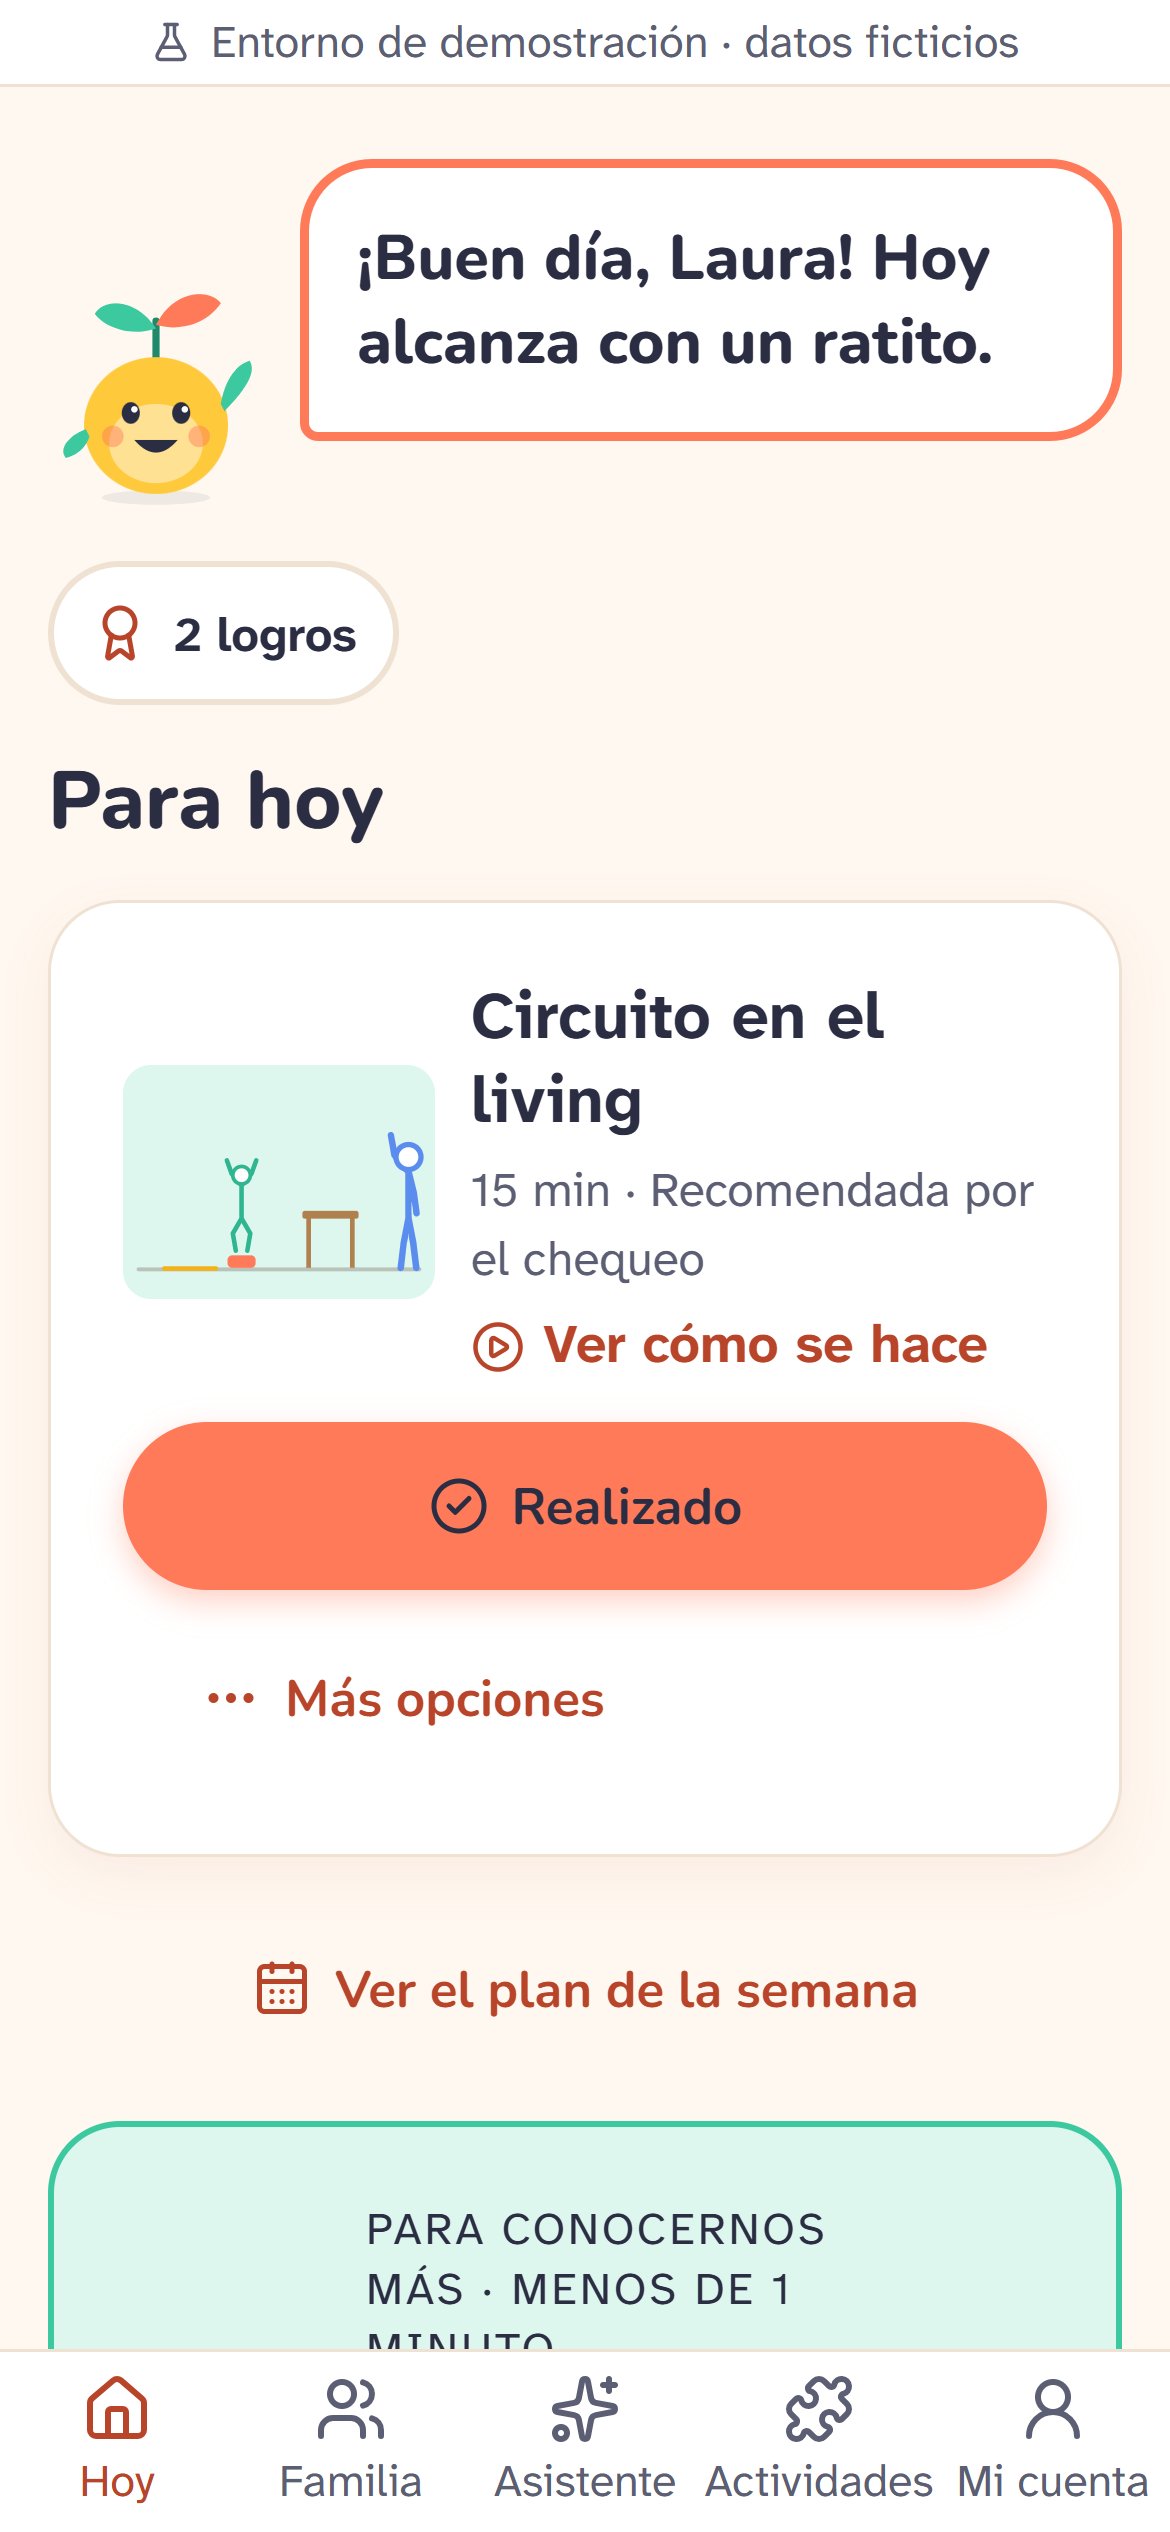 Entorno de demostración · datos ficticios
¡Buen día, Laura! Hoy
alcanza con un ratito.
2 logros
Para hoy
Circuito en el
living
15 min · Recomendada por
el chequeo
Ver cómo se hace
Realizado
Más opciones
Ver el plan de la semana
PARA CONOCERNOS
MÁS · MENOS DE 1
MINUTO
Hoy
Familia
Asistente
Actividades
Mi cuenta